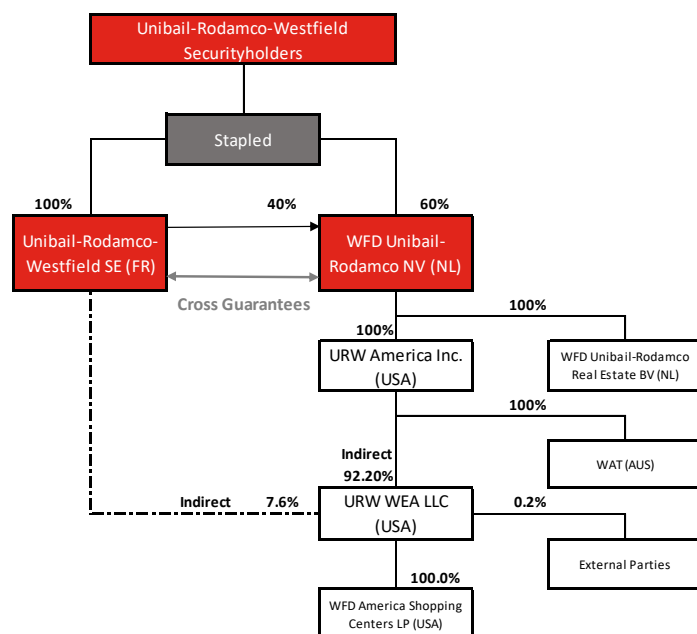 Unibail-Rodamco-Westfield
Securityholders
Stapled
100%
40%
60%
Unibail-Rodamco-
Westfield SE (FR)
WFD Unibail-
Rodamco NV (NL)
Cross Guarantees
100%
100%
URW America Inc.
(USA)
WFD Unibail-Rodamco
Real Estate BV (NL)
100%
Indirect
92.20%
WAT (AUS)
Indirect 7.6%
URW WEA LLC
(USA)
0.2%
External Parties
100.0%
WFD America Shopping
Centers LP (USA)